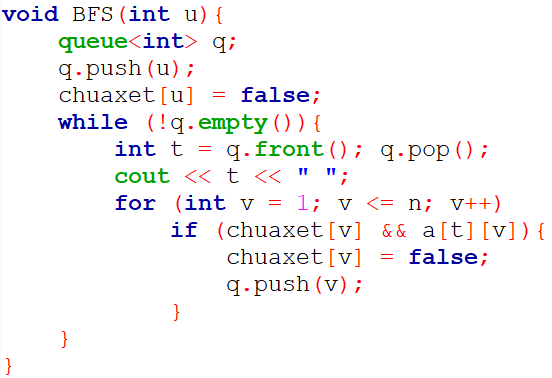 void BFS(int u){
    queue<int> q;
    q.push(u);
    chuaxet[u] = false;
    while (!q.empty()){
        int t = q.front(); q.pop();
        cout << t << " ";
        for (int v = 1; v <= n; v++)
            if (chuaxet[v] && a[t][v]){
                chuaxet[v] = false;
                q.push(v);
            }
    }
}